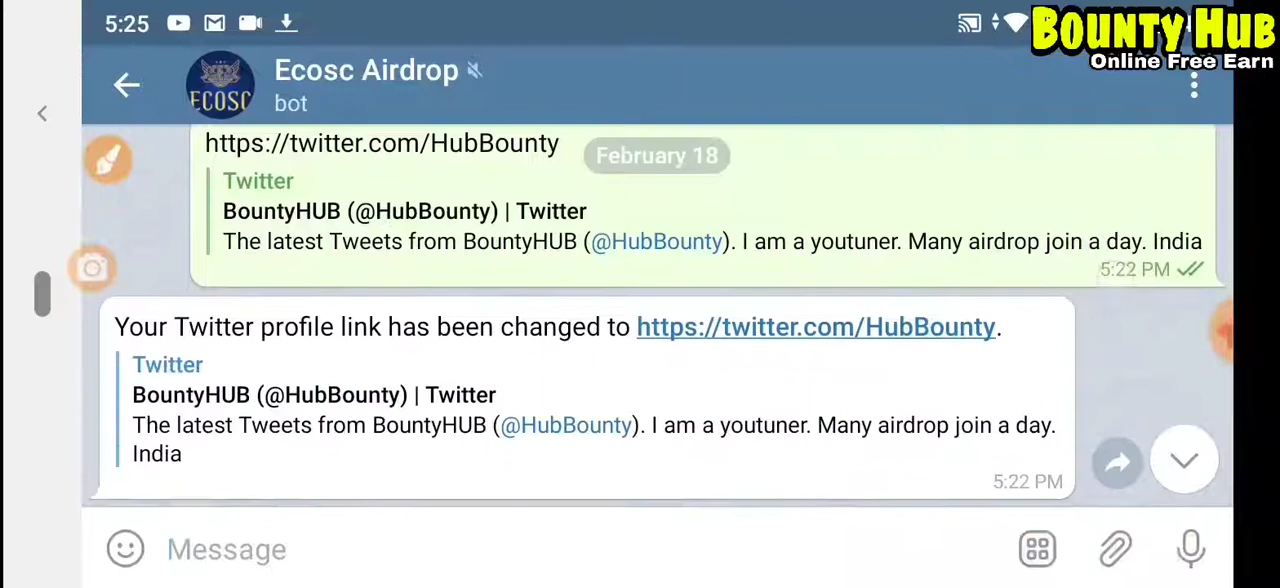 5:25
BOUNTY HUB
Online Free Earn
Ecosc Airdrop
bot
ECOSC
https://twitter.com/HubBounty
February 18
Twitter
BountyHUB (@HubBounty) | Twitter
The latest Tweets from BountyHUB (@HubBounty). I am a youtuner. Many airdrop join a day. India
5:22 PM
Your Twitter profile link has been changed to https://twitter.com/HubBounty.
Twitter
BountyHUB (@HubBounty) | Twitter
The latest Tweets from BountyHUB (@HubBounty). I am a youtuner. Many airdrop join a day.
India
5:22 PM
Message